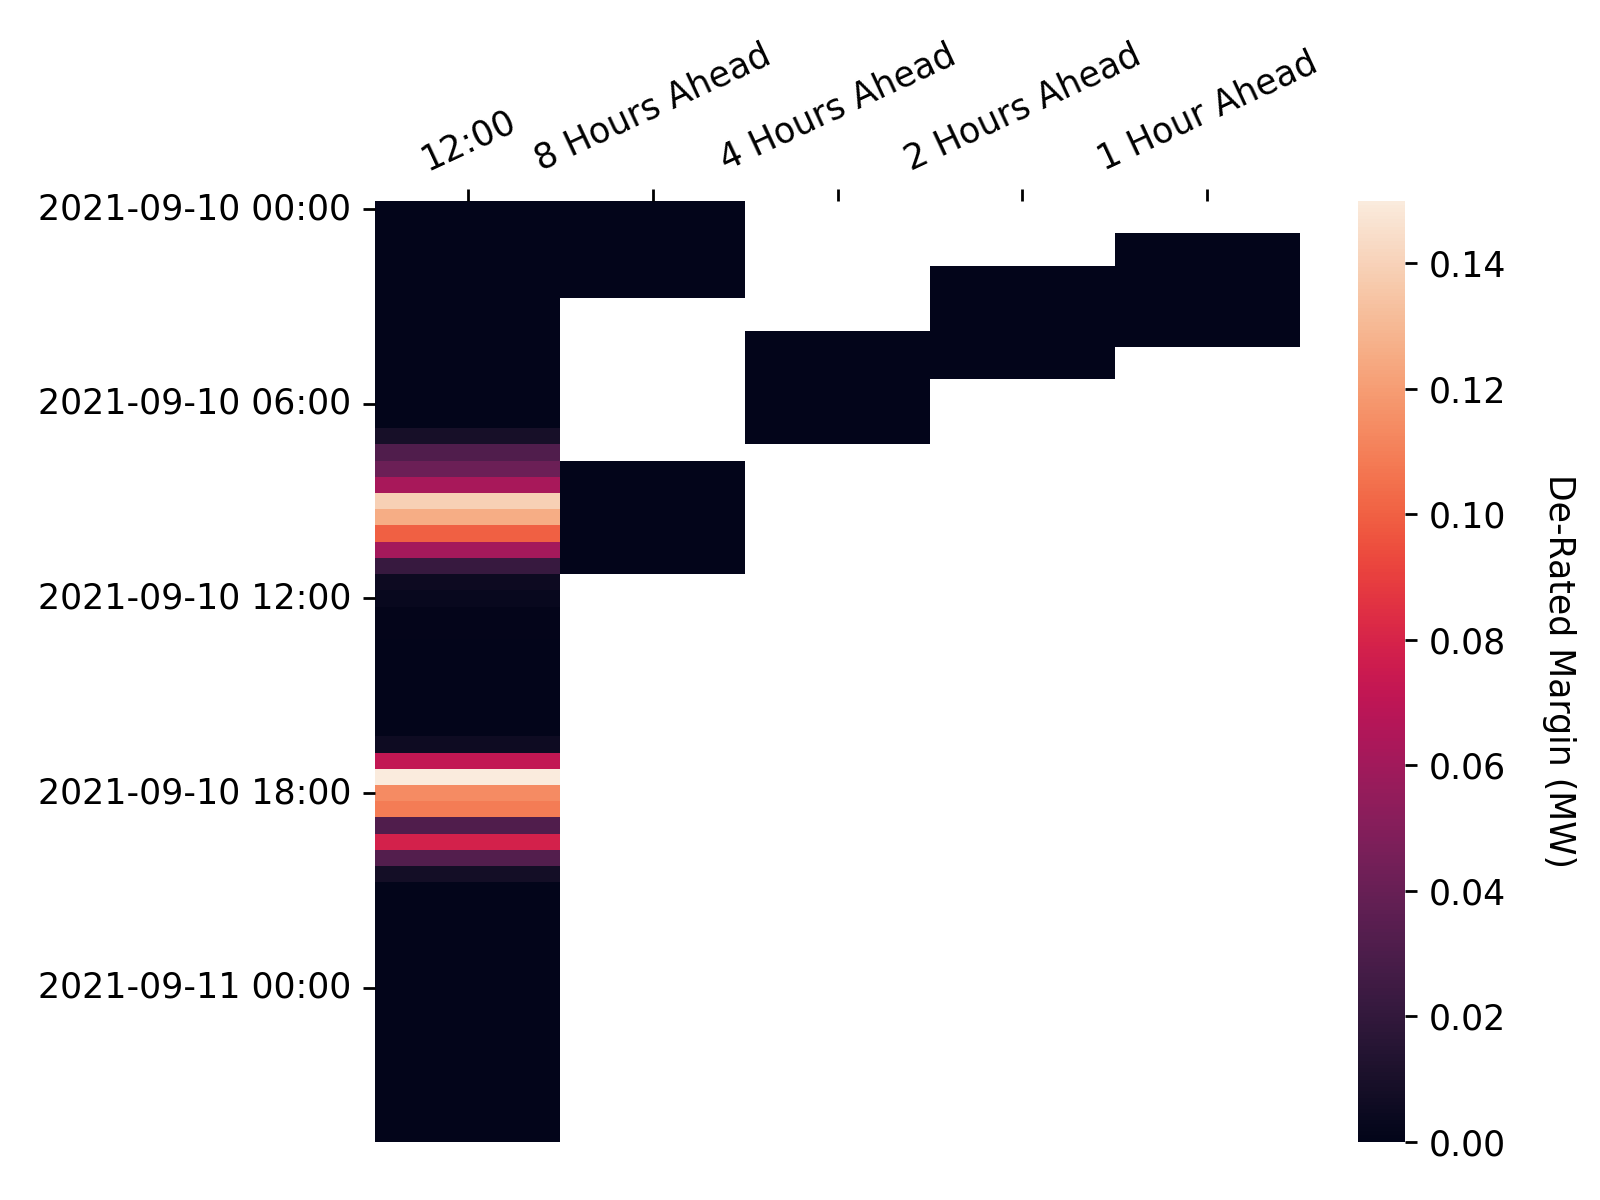 12:00
8 Hours Ahead
4 Hours Ahead
2 Hours Ahead
1 Hour Ahead
2021-09-10 00:00
2021-09-10 06:00
2021-09-10 12:00
2021-09-10 18:00
2021-09-11 00:00
0.14
0.12
0.10
0.08
0.06
0.04
0.02
0.00
De-Rated Margin (MW)